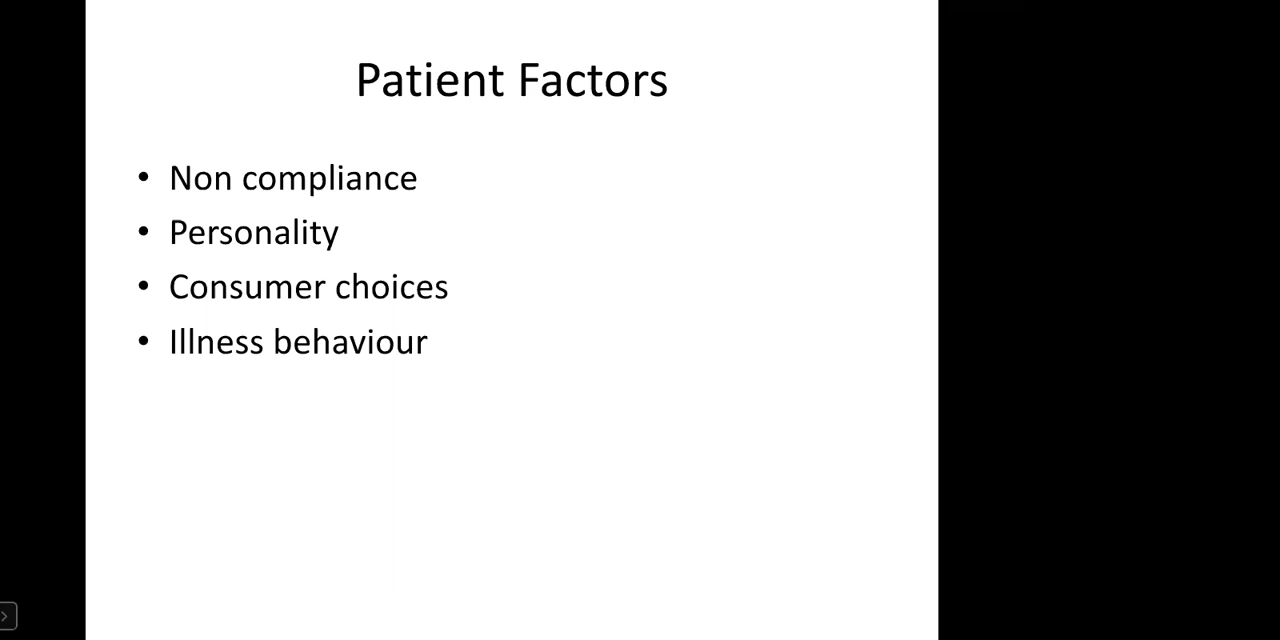 Patient Factors
• Non compliance
• Personality
• Consumer choices
• Illness behaviour